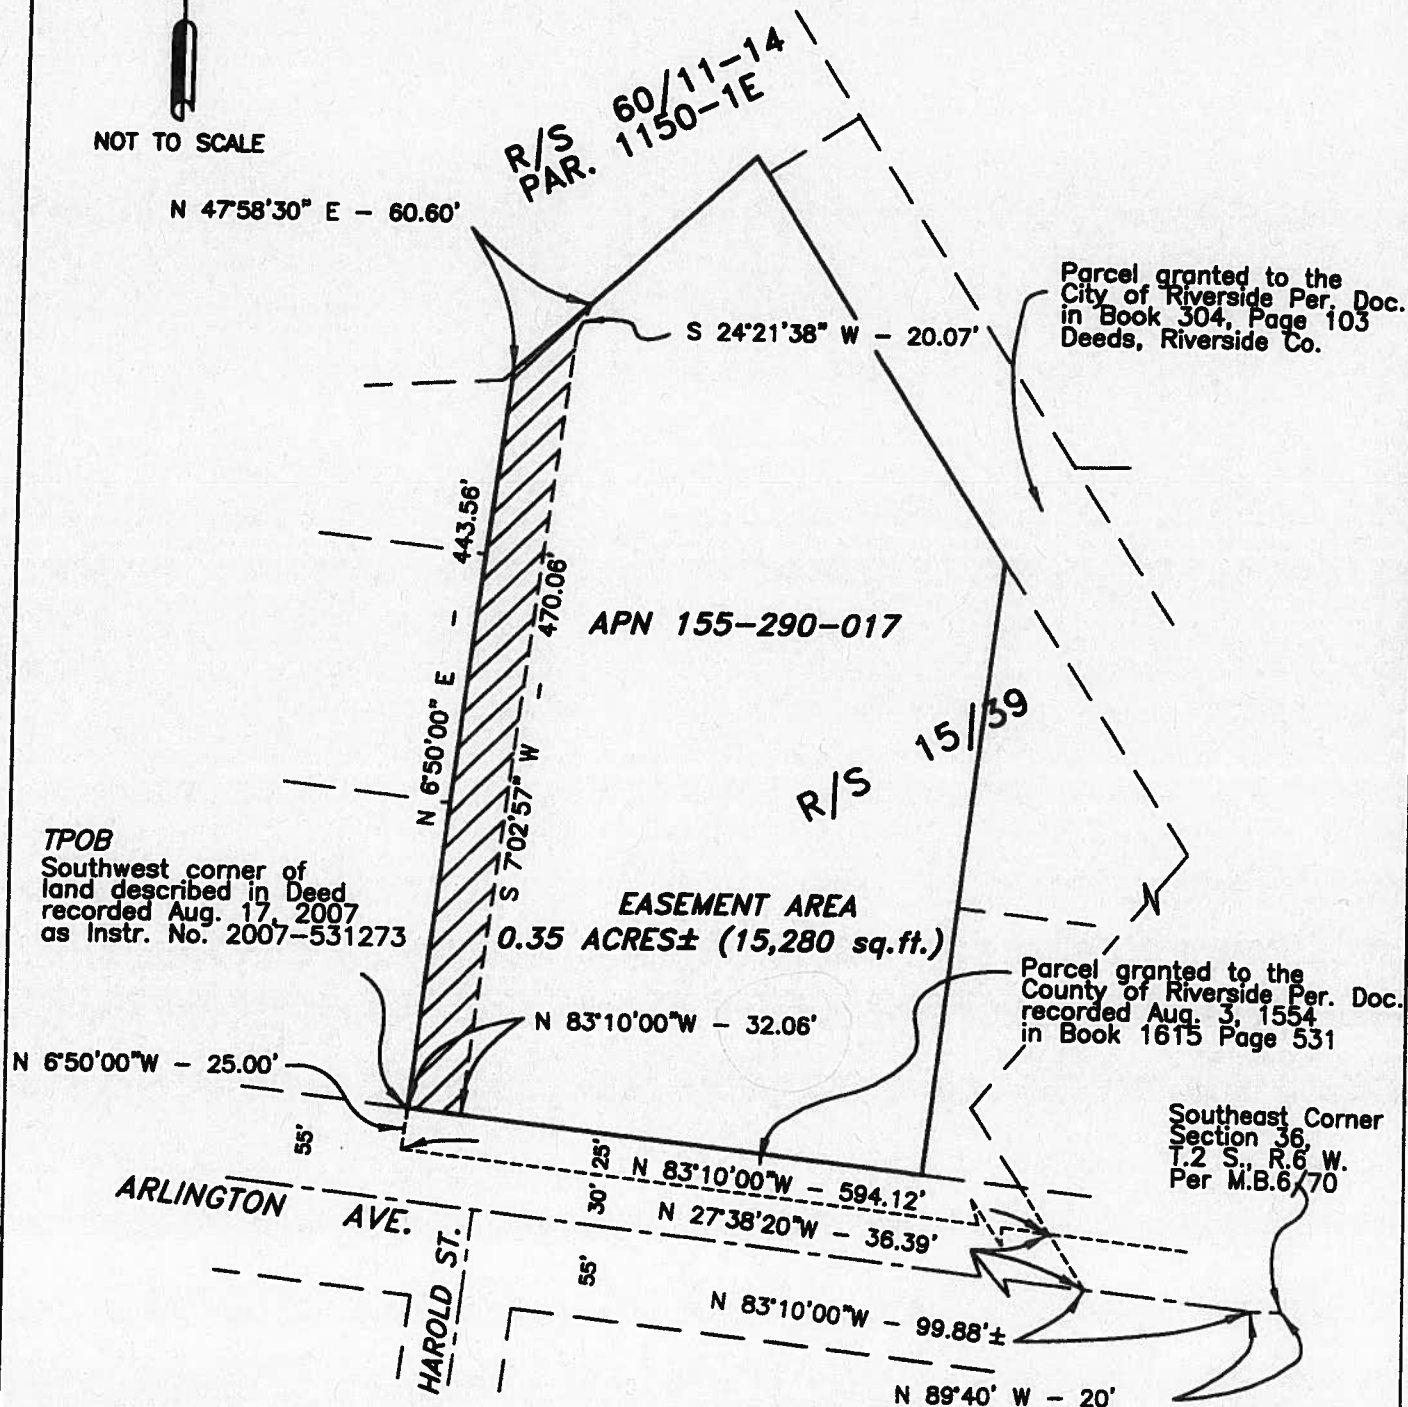 R/S 60/11-14
PAR. 1150-1E
NOT TO SCALE
N 47°58'30" E - 60.60'
Parcel granted to the
City of Riverside Per. Doc.
in Book 304, Page 103
Deeds, Riverside Co.
S 24°21'38" W - 20.07'
N 6°50'00" E - 443.56'
S 7°02'57" W - 470.06'
APN 155-290-017
R/S 15/39
TPOB
Southwest corner of
land described in Deed
recorded Aug. 17, 2007
as Instr. No. 2007-531273
EASEMENT AREA
0.35 ACRES± (15,280 sq.ft.)
Parcel granted to the
County of Riverside Per. Doc.
recorded Aug. 3, 1554
in Book 1615 Page 531
N 83°10'00"W - 32.06'
N 6°50'00"W - 25.00'
Southeast Corner
Section 36,
T.2 S., R.6 W.
Per M.B.6/70
55'
25'
N 83°10'00"W - 594.12'
30'
N 27°38'20"W - 36.39'
ARLINGTON AVE.
HAROLD ST.
55'
N 83°10'00"W - 99.88'±
N 89°40' W - 20'